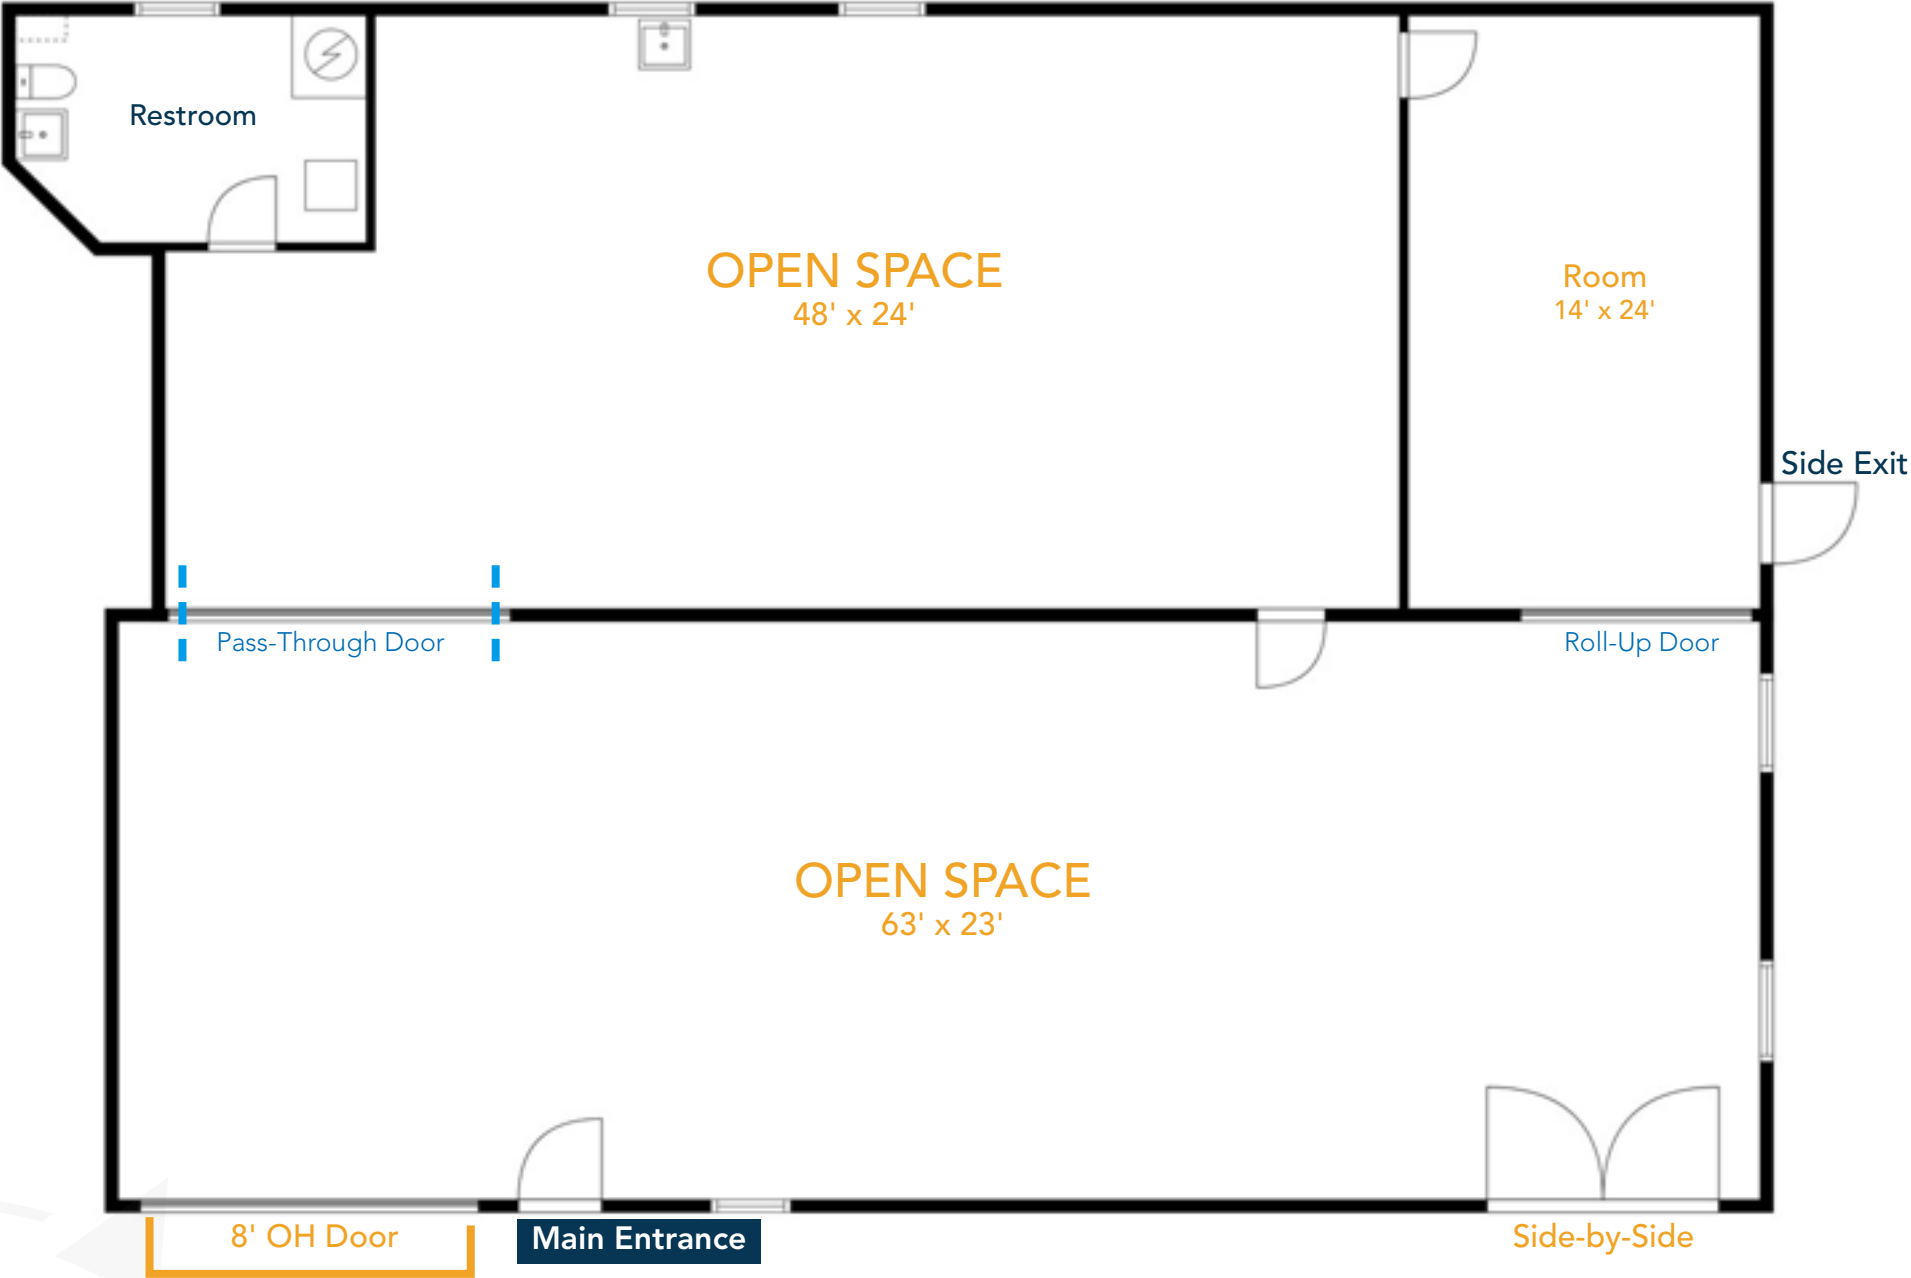 Restroom
OPEN SPACE
48' x 24'
Room
14' x 24'
Side Exit
Pass-Through Door
Roll-Up Door
OPEN SPACE
63' x 23'
8' OH Door
Main Entrance
Side-by-Side